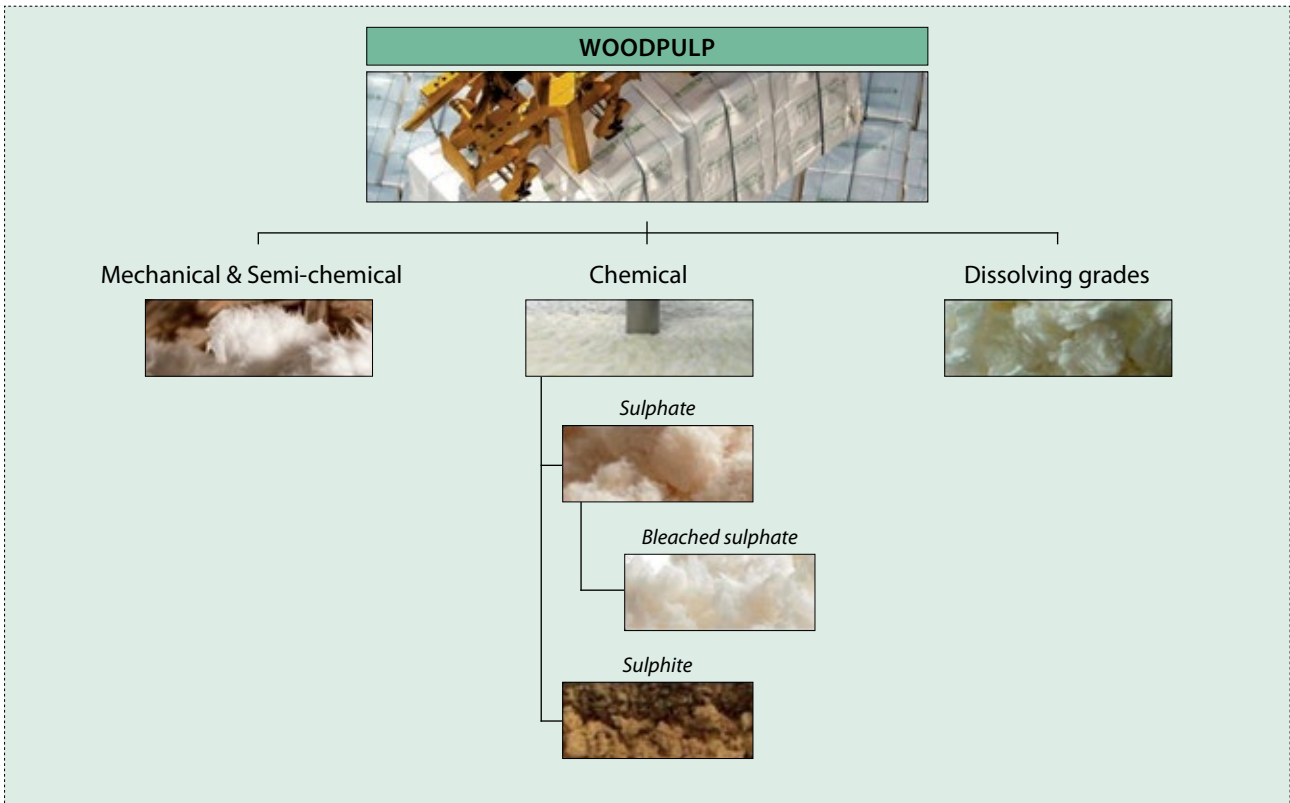 WOODPULP
Mechanical & Semi-chemical
Chemical
Dissolving grades
Sulphate
Bleached sulphate
Sulphite